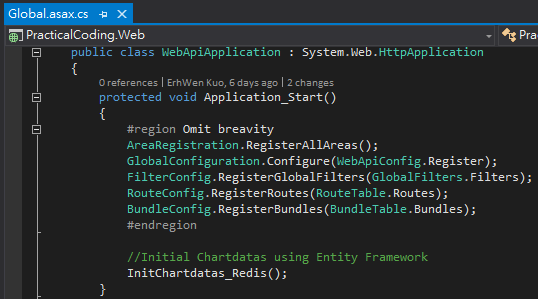 Global.asax.cs
PracticalCoding.Web
Prac
public class WebApiApplication : System.Web.HttpApplication
{
0 references | ErhWen Kuo, 6 days ago | 2 changes
protected void Application_Start()
{
#region Omit breavity
AreaRegistration.RegisterAllAreas();
GlobalConfiguration.Configure(WebApiConfig.Register);
FilterConfig.RegisterGlobalFilters(GlobalFilters.Filters);
RouteConfig.RegisterRoutes(RouteTable.Routes);
BundleConfig.RegisterBundles(BundleTable.Bundles);
#endregion
//Initial Chartdatas using Entity Framework
InitChartdatas_Redis();
}